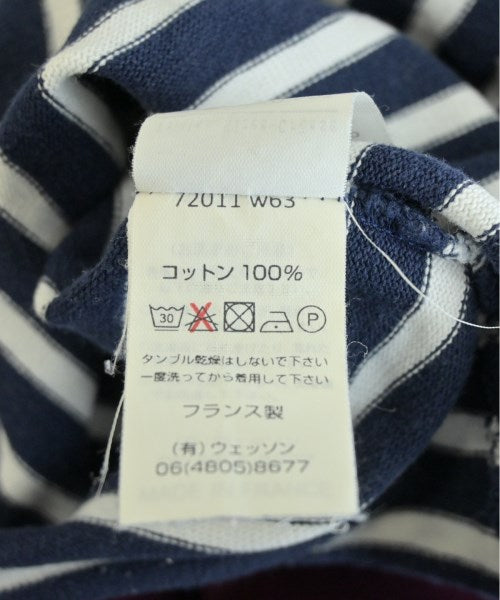 72011 W63
コットン 100%
30 P
タンブル乾燥はしないで下さい
一度洗ってから着用して下さい
フランス製
(有) ウェッソン
06(4805)8677